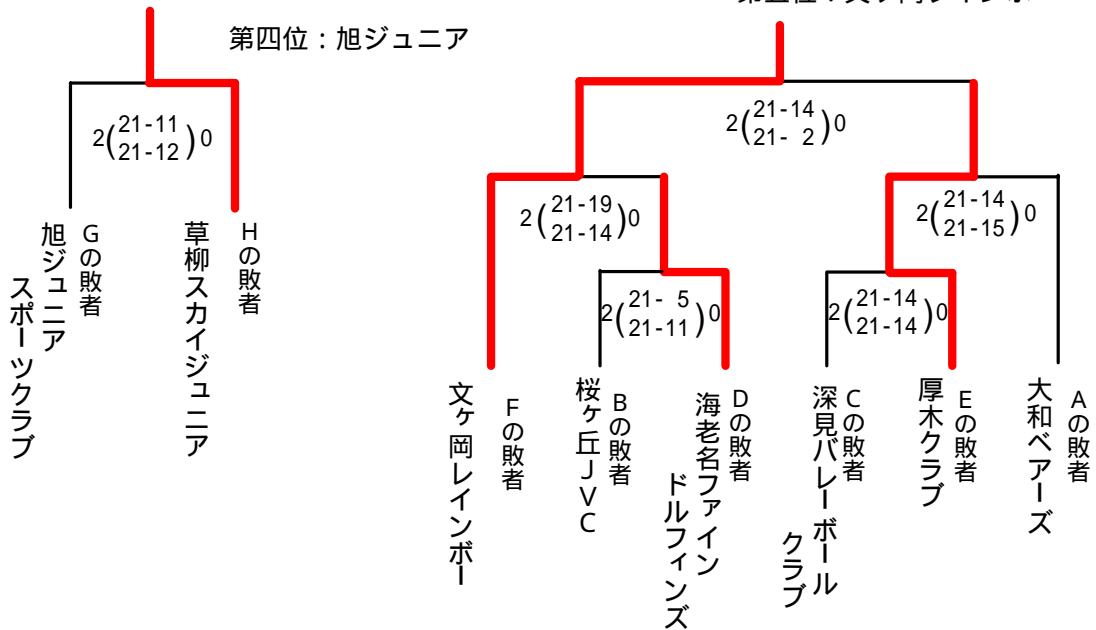 第四位：旭ジュニア
2(21-11 21-12)0
Gの敗者
旭ジュニア
スポーツクラブ
Hの敗者
草柳スカイジュニア
2(21-14 21- 2)0
2(21-19 21-14)0
2(21-14 21-15)0
2(21- 5 21-11)0
2(21-14 21-14)0
Fの敗者
文ヶ岡レインボー
Bの敗者
桜ヶ丘JVC
Dの敗者
海老名ファイン
ドルフィンズ
Cの敗者
深見バレーボール
クラブ
Eの敗者
厚木クラブ
Aの敗者
大和ベアーズ